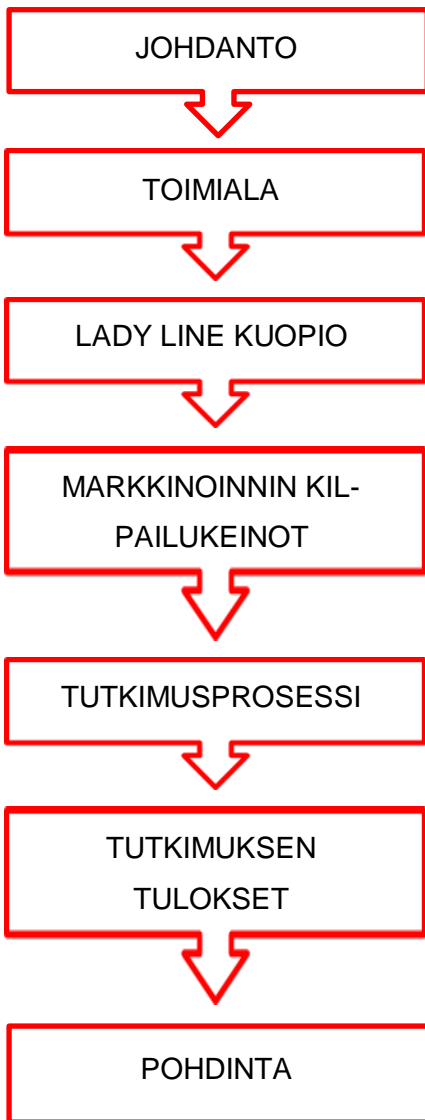 JOHDANTO
TOIMIALA
LADY LINE KUOPIO
MARKKINOINNIN KIL-
PAILUKEINOT
TUTKIMUSPROSESSI
TUTKIMUKSEN
TULOKSET
POHDINTA